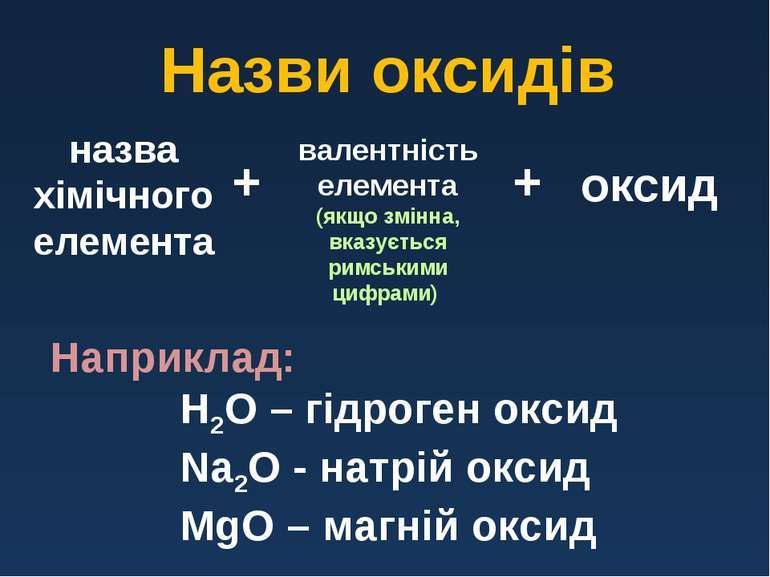 Назви оксидів
назва
хімічного
елемента
+
валентність
елемента
(якщо змінна,
вказується
римськими
цифрами)
+
оксид
Наприклад:
H₂O – гідроген оксид
Na₂O - натрій оксид
MgO – магній оксид